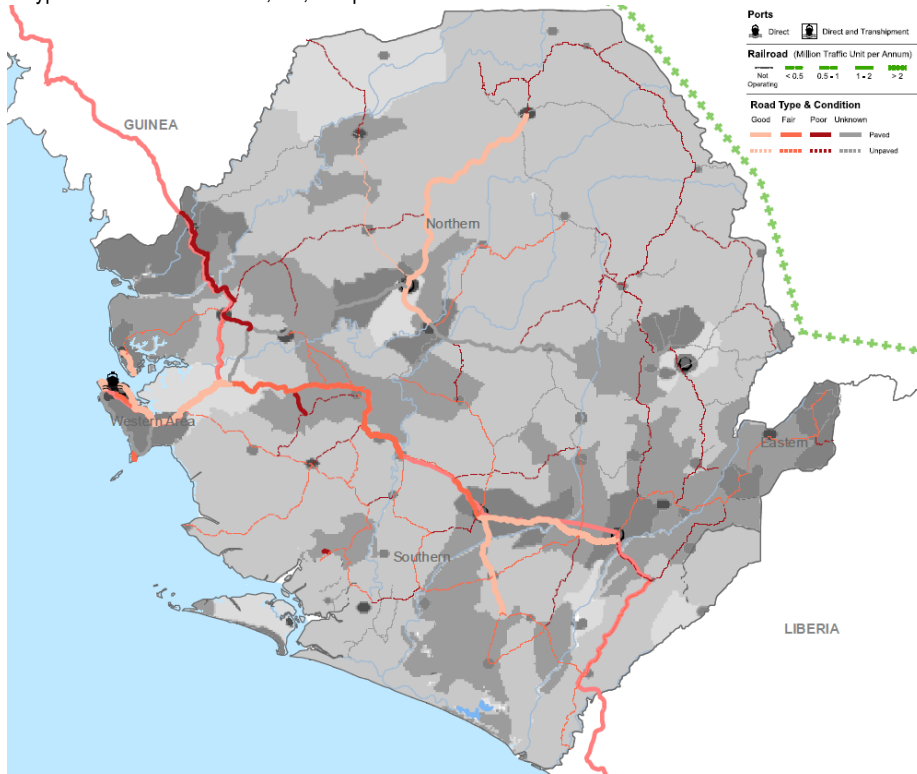 Ports
Direct
Direct and Transhipment
Railroad (Million Traffic Unit per Annum)
Not Operating
< 0.5
0.5 - 1
1 - 2
> 2
Road Type & Condition
Good Fair Poor Unknown
Paved
Unpaved
GUINEA
Northern
Western Area
Eastern
Southern
LIBERIA